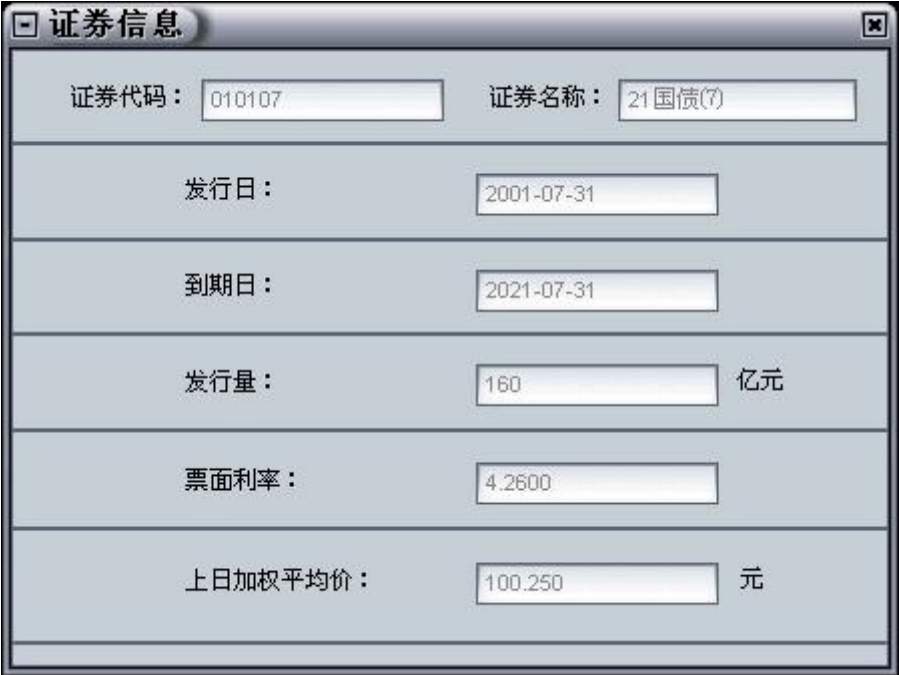 证券信息
证券代码： 010107 证券名称： 21国债(7)
发行日： 2001-07-31
到期日： 2021-07-31
发行量： 160 亿元
票面利率： 4.2600
上日加权平均价： 100.250 元